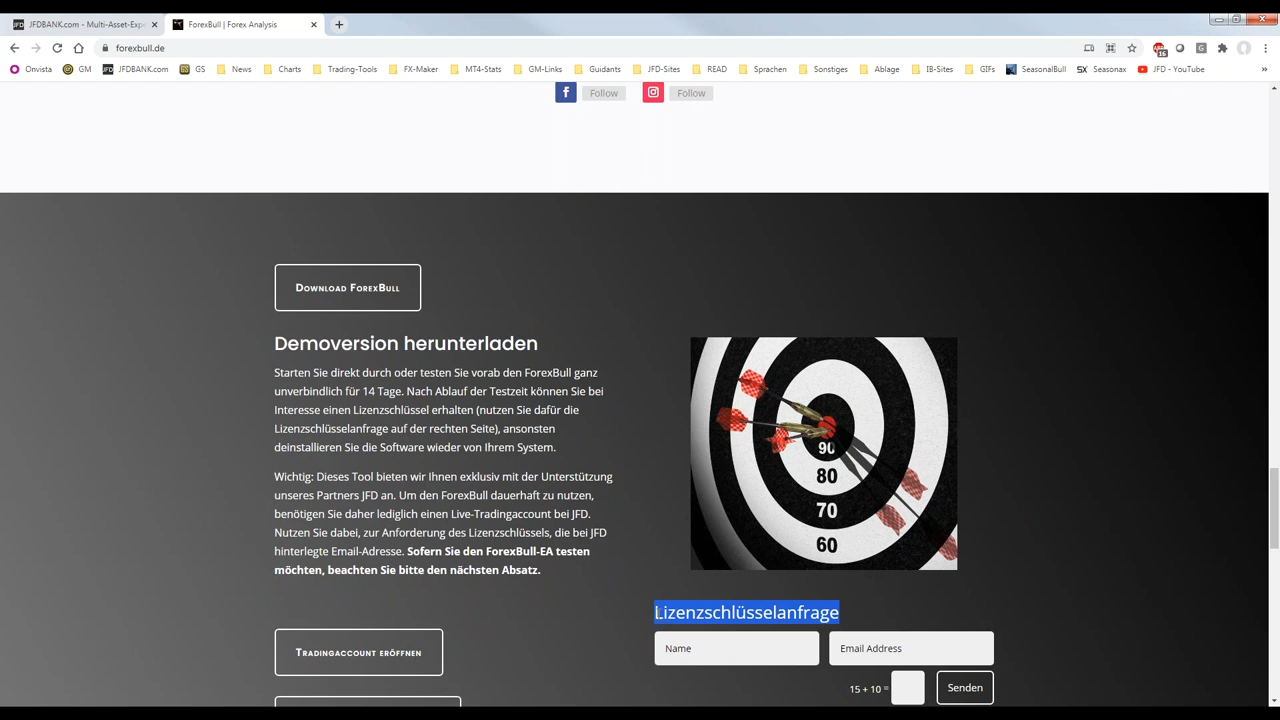 JFD JFDBANK.com - Multi-Asset-Expe
ForexBull | Forex Analysis
forexbull.de
Onvista
GM
JFD JFDBANK.com
GS
News
Charts
Trading-Tools
FX-Maker
MT4-Stats
GM-Links
Guidants
JFD-Sites
READ
Sprachen
Sonstiges
Ablage
IB-Sites
GIFs
SeasonalBull
SX Seasonax
JFD - YouTube
»
f Follow
Follow
Download ForexBull
Demoversion herunterladen
Starten Sie direkt durch oder testen Sie vorab den ForexBull ganz
unverbindlich für 14 Tage. Nach Ablauf der Testzeit können Sie bei
Interesse einen Lizenzschlüssel erhalten (nutzen Sie dafür die
Lizenzschlüsselanfrage auf der rechten Seite), ansonsten
deinstallieren Sie die Software wieder von Ihrem System.
Wichtig: Dieses Tool bieten wir Ihnen exklusiv mit der Unterstützung
unseres Partners JFD an. Um den ForexBull dauerhaft zu nutzen,
benötigen Sie daher lediglich einen Live-Tradingaccount bei JFD.
Nutzen Sie dabei, zur Anforderung des Lizenzschlüssels, die bei JFD
hinterlegte Email-Adresse. Sofern Sie den ForexBull-EA testen
möchten, beachten Sie bitte den nächsten Absatz.
90
80
70
60
Tradingaccount eröffnen
Lizenzschlüsselanfrage
Name
Email Address
15 + 10 =
Senden